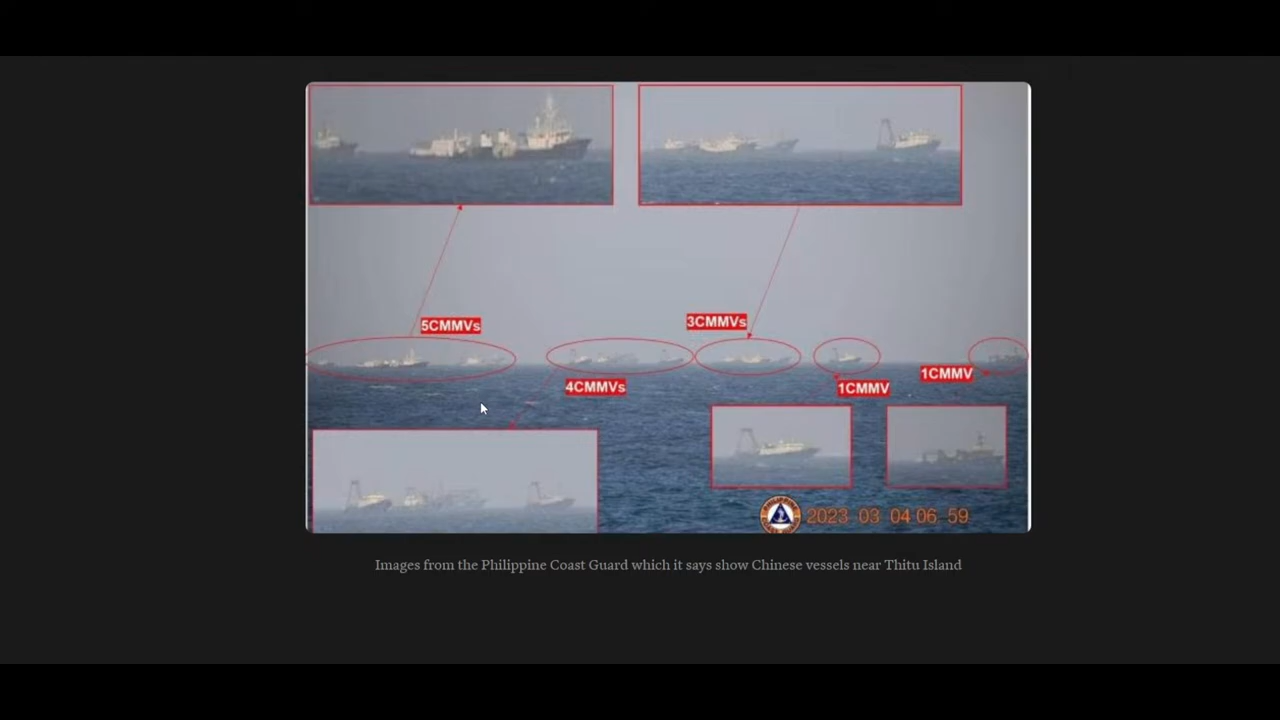 5CMMVs
3CMMVs
4CMMVs
1CMMV
1CMMV
2023 03 04 06 59
Images from the Philippine Coast Guard which it says show Chinese vessels near Thitu Island